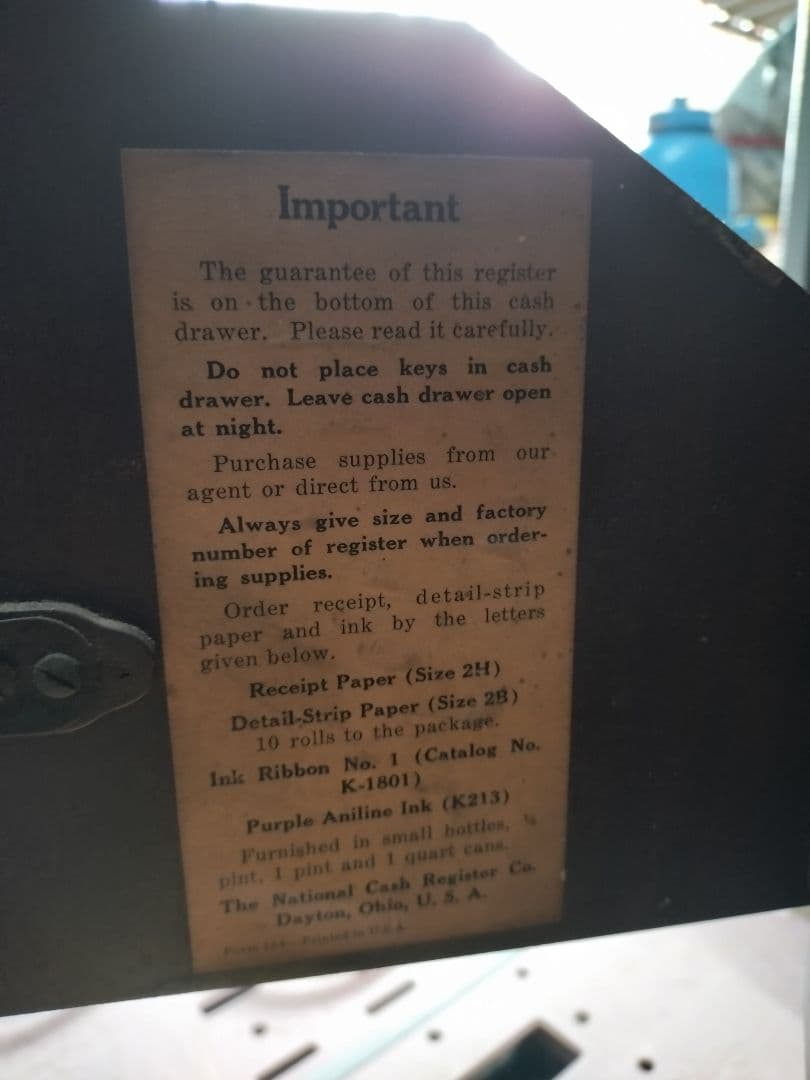 Important
The guarantee of this register
is on the bottom of this cash
drawer. Please read it carefully.
Do not place keys in cash
drawer. Leave cash drawer open
at night.
Purchase supplies from our
agent or direct from us.
Always give size and factory
number of register when order-
ing supplies.
Order receipt, detail-strip
paper and ink by the letters
given below.
Receipt Paper (Size 2H)
Detail-Strip Paper (Size 2B)
10 rolls to the package.
Ink Ribbon No. 1 (Catalog No.
K-1801)
Purple Aniline Ink (K213)
Furnished in small bottles,
pint, 1 pint and 1 quart cans.
The National Cash Register Co.
Dayton, Ohio, U. S. A.
Printed in U.S.A.